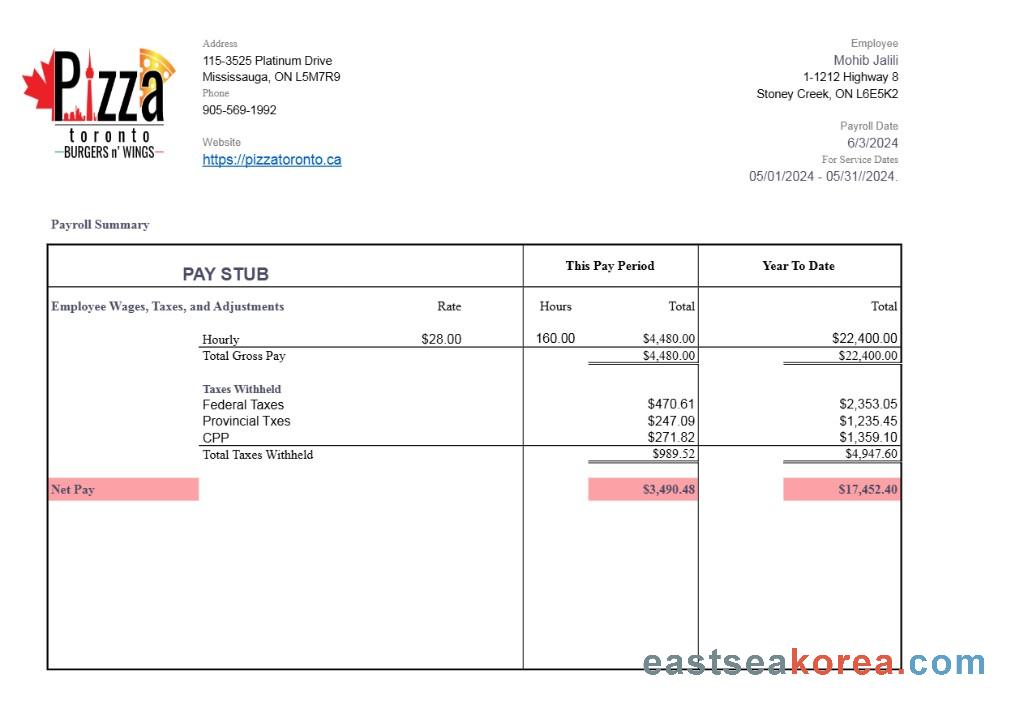 Pizza
toronto
BURGERS n' WINGS
Address
115-3525 Platinum Drive
Mississauga, ON L5M7R9
Phone
905-569-1992
Website
https://pizzatoronto.ca
Employee
Mohib Jalili
1-1212 Highway 8
Stoney Creek, ON L6E5K2
Payroll Date
6/3/2024
For Service Dates
05/01/2024 - 05/31//2024.
Payroll Summary
PAY STUB This Pay Period Year To Date
Employee Wages, Taxes, and Adjustments Rate Hours Total Total
Hourly $28.00 160.00 $4,480.00 $22,400.00
Total Gross Pay $4,480.00 $22,400.00
Taxes Withheld
Federal Taxes $470.61 $2,353.05
Provincial Txes $247.09 $1,235.45
CPP $271.82 $1,359.10
Total Taxes Withheld $989.52 $4,947.60
Net Pay $3,490.48 $17,452.40
eastseakorea.com